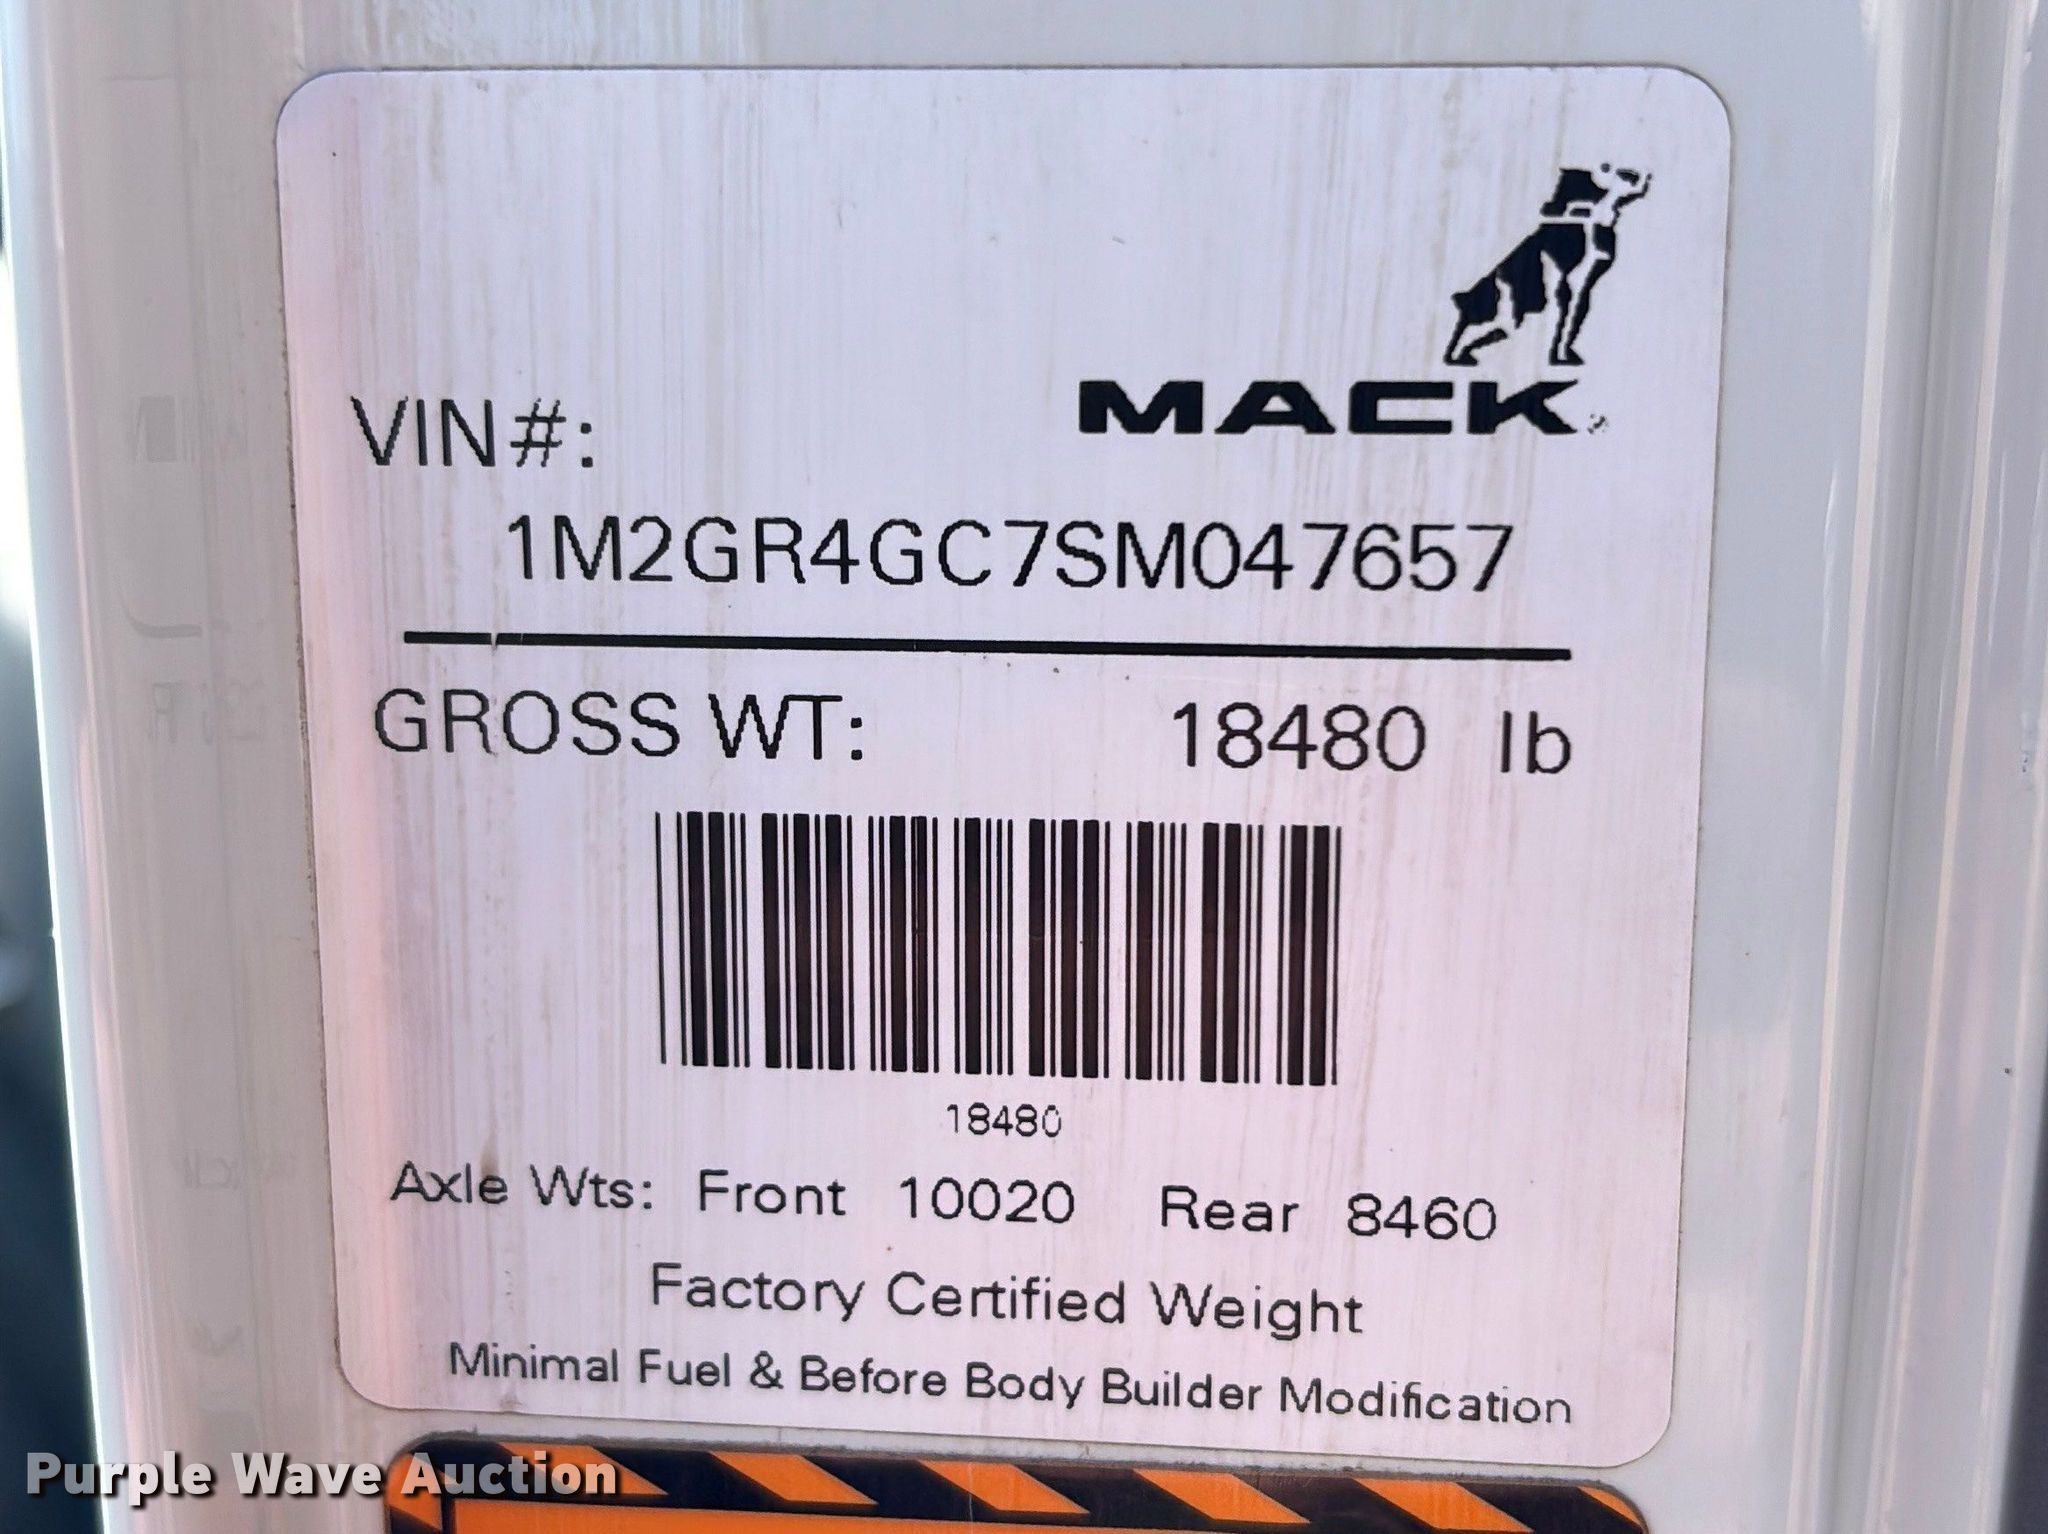 MACK
VIN#:
1M2GR4GC7SM047657
GROSS WT: 18480 lb
18480
Axle Wts: Front 10020 Rear 8460
Factory Certified Weight
Minimal Fuel & Before Body Builder Modification
Purple Wave Auction